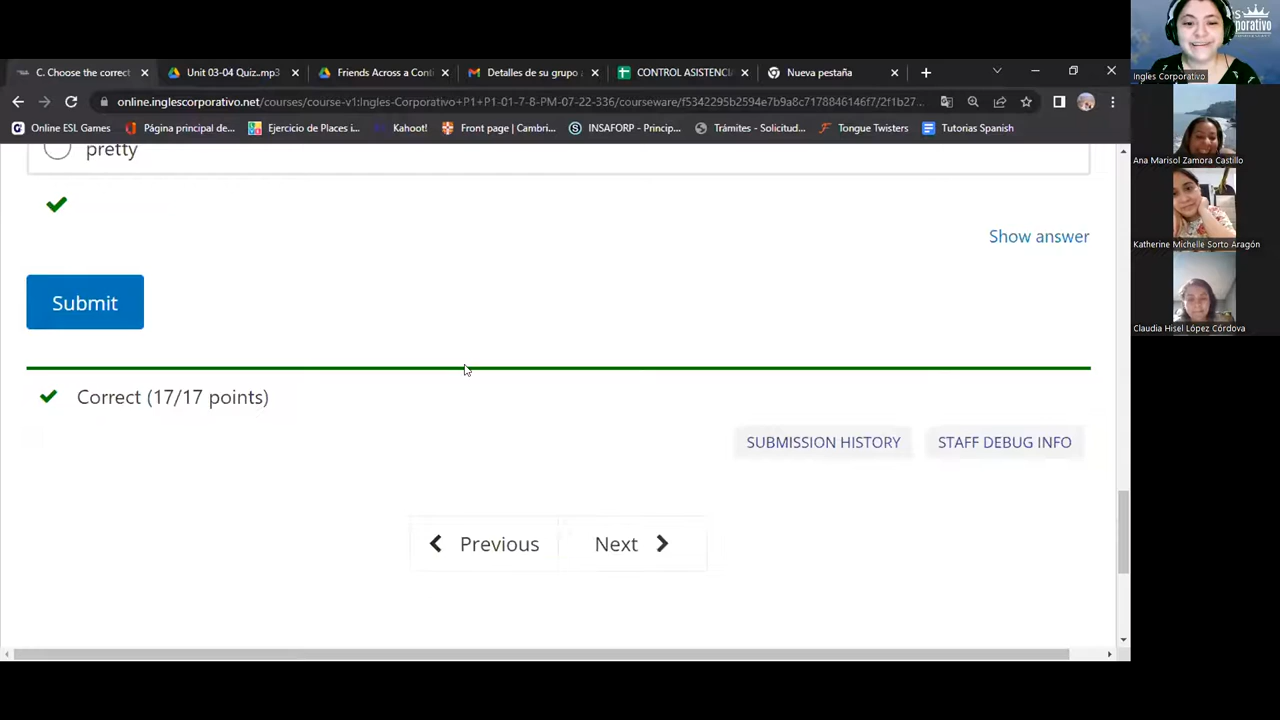 C. Choose the correct
Unit 03-04 Quiz..mp3
Friends Across a Conti
Detalles de su grupo
CONTROL ASISTENCI
Nueva pestaña
online.inglescorporativo.net/courses/course-v1:Ingles-Corporativo+P1+P1-01-7-8-PM-07-22-336/courseware/f5342295b2594e7b9a8c7178846146f7/2f1b27...
Online ESL Games
Página principal de...
Ejercicio de Places i...
Kahoot!
Front page | Cambri...
INSAFORP - Princip...
Trámites - Solicitud...
Tongue Twisters
Tutorias Spanish
pretty
Show answer
Submit
Correct (17/17 points)
SUBMISSION HISTORY
STAFF DEBUG INFO
Previous
Next
Ingles Corporativo
Ana Marisol Zamora Castillo
Katherine Michelle Sorto Aragón
Claudia Hisel López Córdova